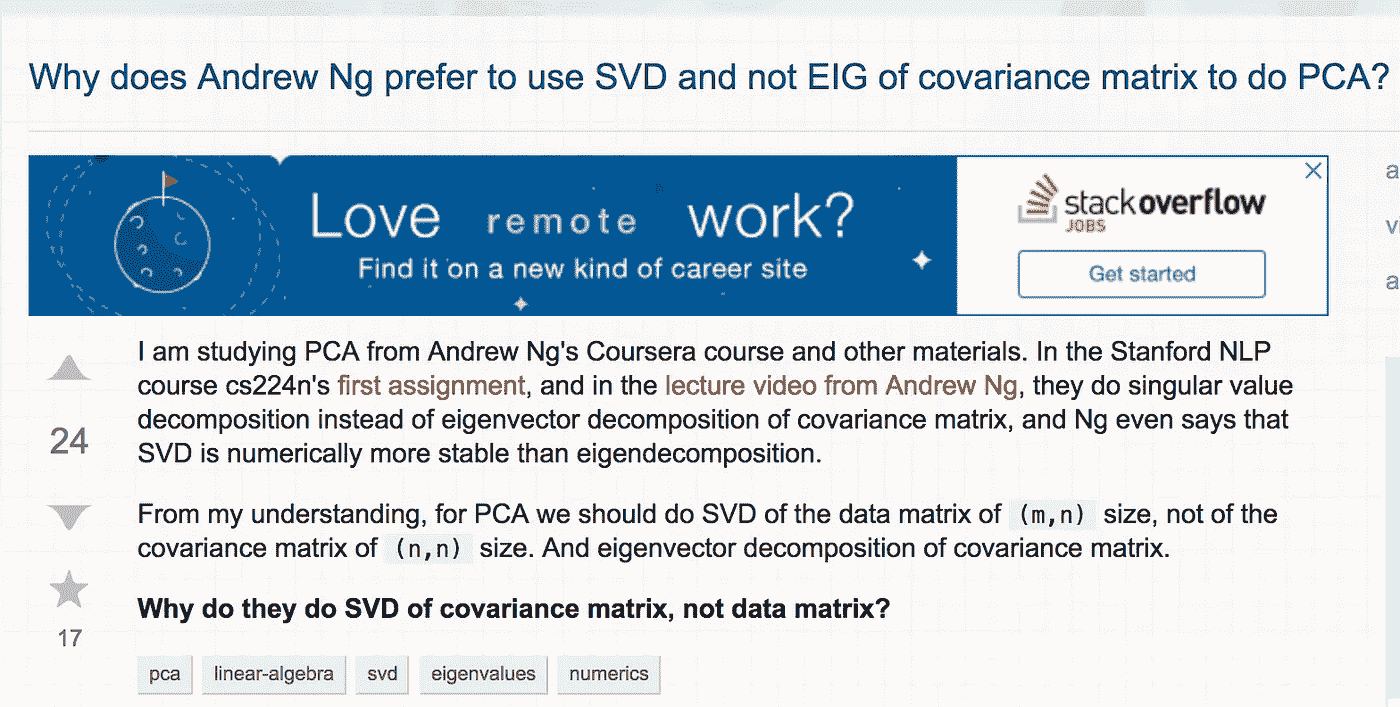 Why does Andrew Ng prefer to use SVD and not EIG of covariance matrix to do PCA?
Love remote work?
Find it on a new kind of career site
stackoverflow
JOBS
Get started
a
vi
a
I am studying PCA from Andrew Ng's Coursera course and other materials. In the Stanford NLP
course cs224n's first assignment, and in the lecture video from Andrew Ng, they do singular value
decomposition instead of eigenvector decomposition of covariance matrix, and Ng even says that
SVD is numerically more stable than eigendecomposition.
24
From my understanding, for PCA we should do SVD of the data matrix of (m,n) size, not of the
covariance matrix of (n,n) size. And eigenvector decomposition of covariance matrix.
Why do they do SVD of covariance matrix, not data matrix?
17
pca linear-algebra svd eigenvalues numerics